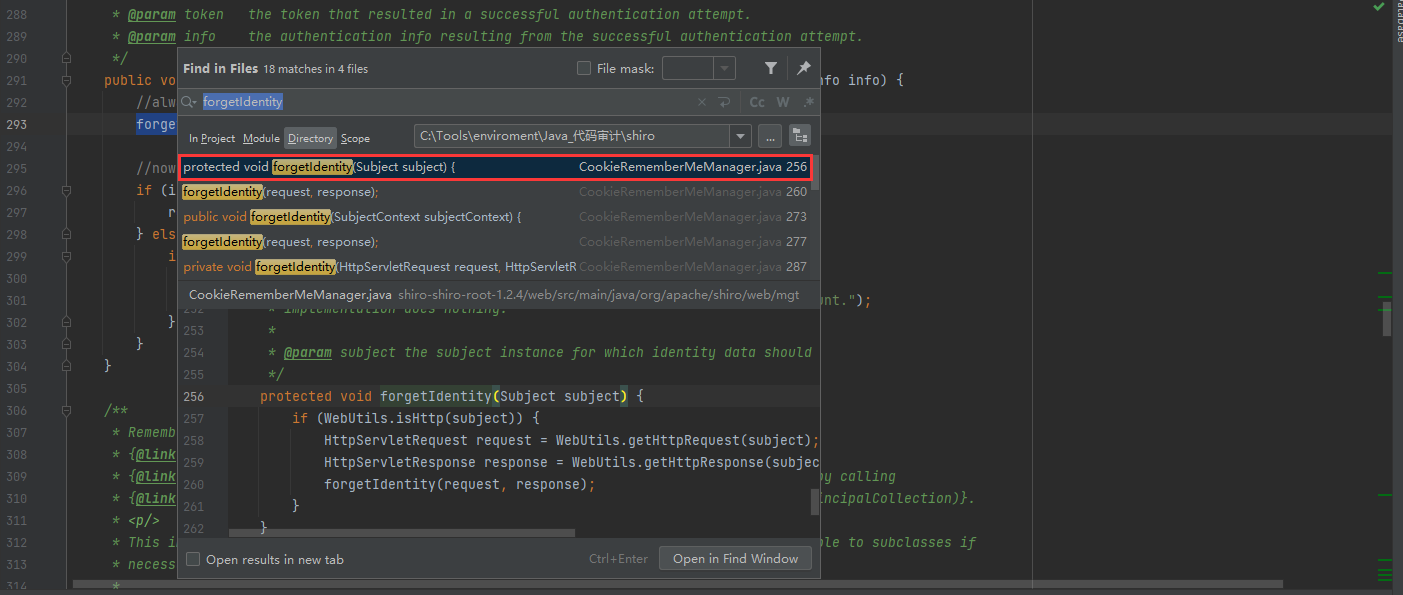 288 * @param token the token that resulted in a successful authentication attempt.
289 * @param info the authentication info resulting from the successful authentication attempt.
290 */
291 public vo nfo info) {
292 //alw
293 forge
294
295 //now
296 if (i
297 r
298 } els
299 i
300
301 unt.");
302 }
303 }
304 }
305
306 /**
307 * Rememb
308 * {@link
309 * {@link by calling
310 * {@link incipalCollection)}.
311 * <p/>
312 * This i ble to subclasses if
313 * necess
314 *
Database
Find in Files 18 matches in 4 files
File mask:
forgetIdentity
Cc W .*
In Project Module Directory Scope
C:\Tools\enviroment\Java_代码审计\shiro
...
protected void forgetIdentity(Subject subject) { CookieRememberMeManager.java 256
forgetIdentity(request, response); CookieRememberMeManager.java 260
public void forgetIdentity(SubjectContext subjectContext) { CookieRememberMeManager.java 273
forgetIdentity(request, response); CookieRememberMeManager.java 277
private void forgetIdentity(HttpServletRequest request, HttpServletR CookieRememberMeManager.java 287
CookieRememberMeManager.java shiro-shiro-root-1.2.4/web/src/main/java/org/apache/shiro/web/mgt
252 * implementation does nothing.
253 *
254 * @param subject the subject instance for which identity data should
255 */
256 protected void forgetIdentity(Subject subject) {
257 if (WebUtils.isHttp(subject)) {
258 HttpServletRequest request = WebUtils.getHttpRequest(subject);
259 HttpServletResponse response = WebUtils.getHttpResponse(subjec
260 forgetIdentity(request, response);
261 }
262 }
Open results in new tab
Ctrl+Enter
Open in Find Window